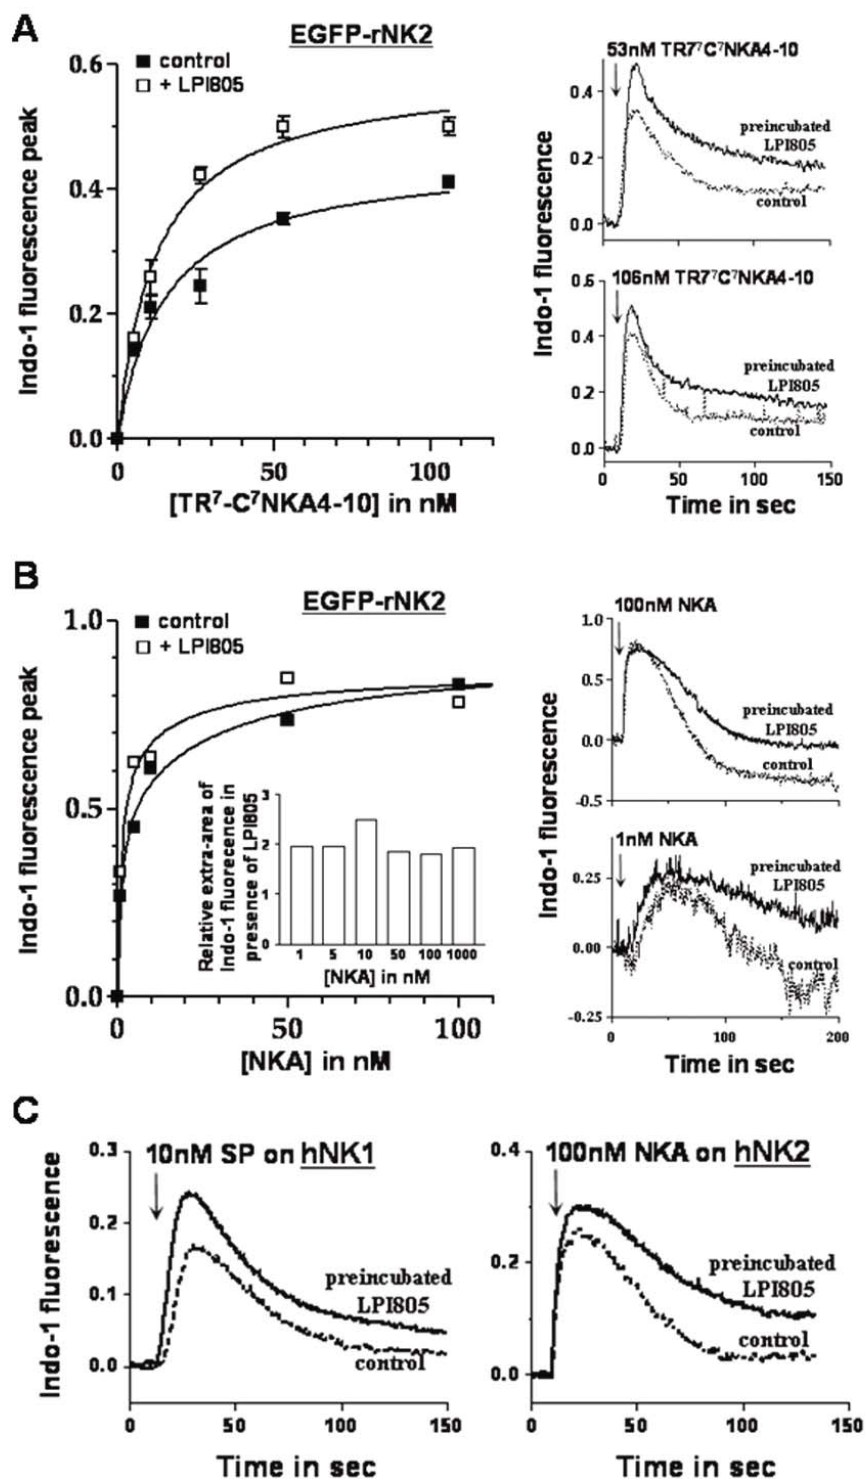 A
EGFP-rNK2
■ control
□ + LPI805
Indo-1 fluorescence peak
0.6
0.4
0.2
0.0
0
50
100
[TR⁷-C⁷NKA4-10] in nM
53nM TR7⁷C⁷NKA4-10
Indo-1 fluorescence
0.4
0.2
0.0
preincubated
LPI805
control
106nM TR7⁷C⁷NKA4-10
0.6
0.4
0.2
0.0
preincubated
LPI805
control
0
50
100
150
Time in sec
B
EGFP-rNK2
■ control
□ + LPI805
Indo-1 fluorescence peak
1.0
0.5
0.0
0
50
100
[NKA] in nM
Relative extra-area of
Indo-1 fluorecence in
presence of LPI805
3
2
1
0
1 5 10 50 100 1000
[NKA] in nM
100nM NKA
Indo-1 fluorescence
1.0
0.5
0.0
-0.5
preincubated
LPI805
control
1nM NKA
0.25
0.00
-0.25
preincubated
LPI805
control
0
100
200
Time in sec
C
10nM SP on hNK1
Indo-1 fluorescence
0.3
0.2
0.1
0.0
preincubated
LPI805
control
0
50
100
150
Time in sec
100nM NKA on hNK2
0.4
0.2
0.0
preincubated
LPI805
control
0
50
100
150
Time in sec